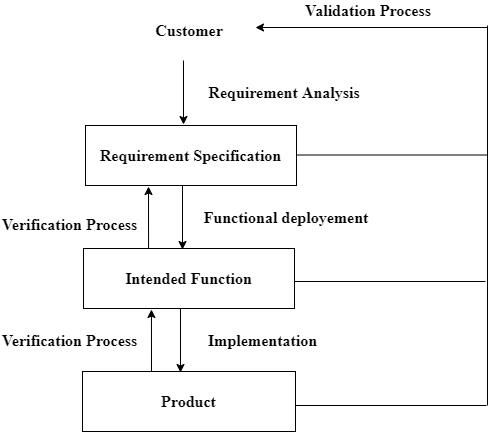 Validation Process
Customer
Requirement Analysis
Requirement Specification
Verification Process
Functional deployement
Intended Function
Verification Process
Implementation
Product